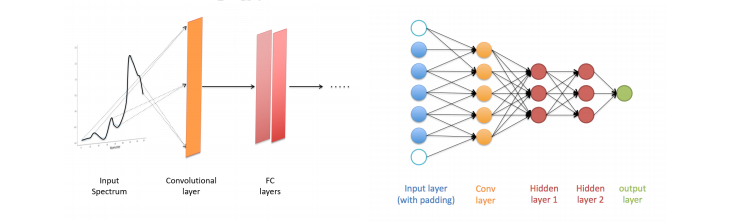 Input
Spectrum
Convolutional
layer
FC
layers
.....
Input layer
(with padding)
Conv
layer
Hidden
layer 1
Hidden
layer 2
output
layer